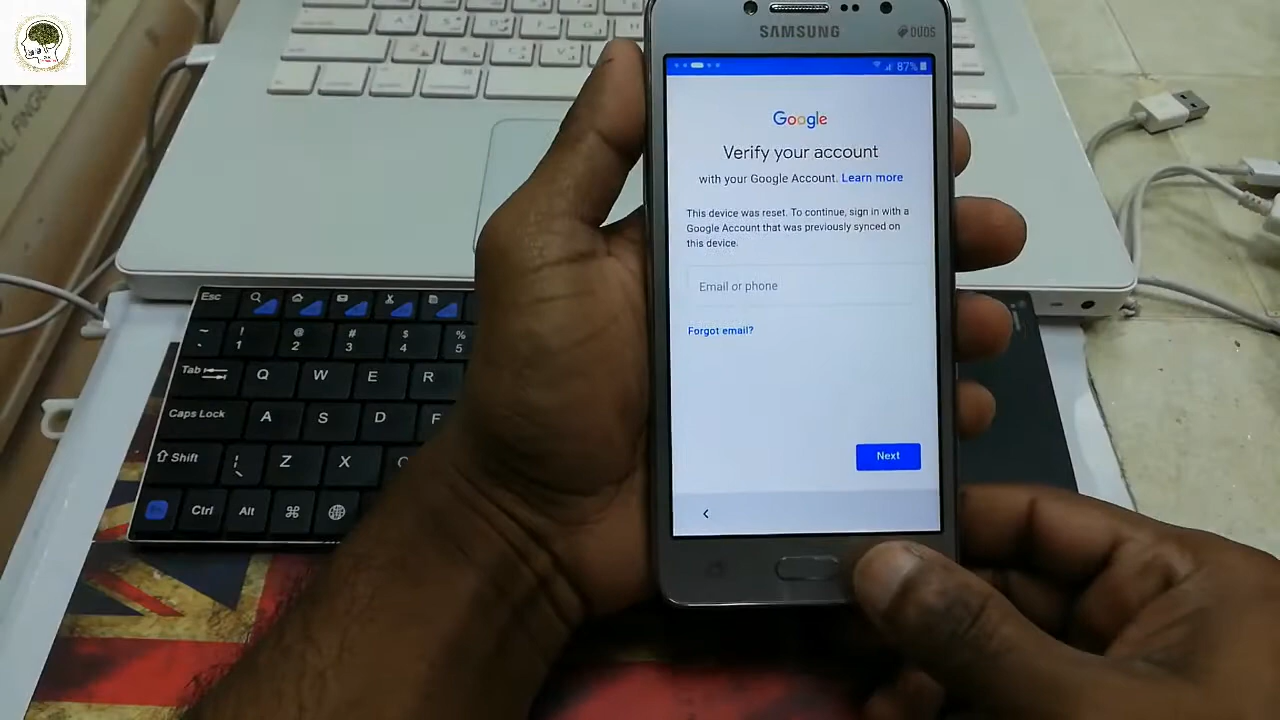 SAMSUNG
DUOS
87%
Google
Verify your account
with your Google Account. Learn more
This device was reset. To continue, sign in with a
Google Account that was previously synced on
this device.
Email or phone
Forgot email?
Next
Esc
~ ! @ # $ %
1 2 3 4 5
Tab Q W E R
Caps Lock A S D F
Shift Z X C
Ctrl Alt